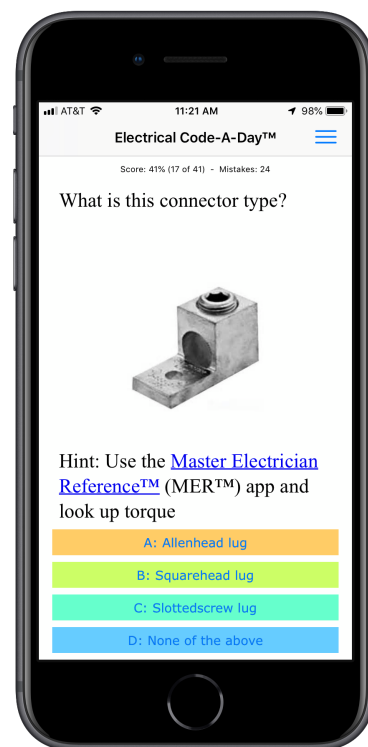 AT&T 11:21 AM 98%
Electrical Code-A-Day™
Score: 41% (17 of 41) - Mistakes: 24
What is this connector type?
Hint: Use the Master Electrician
Reference™ (MER™) app and
look up torque
A: Allenhead lug
B: Squarehead lug
C: Slottedscrew lug
D: None of the above